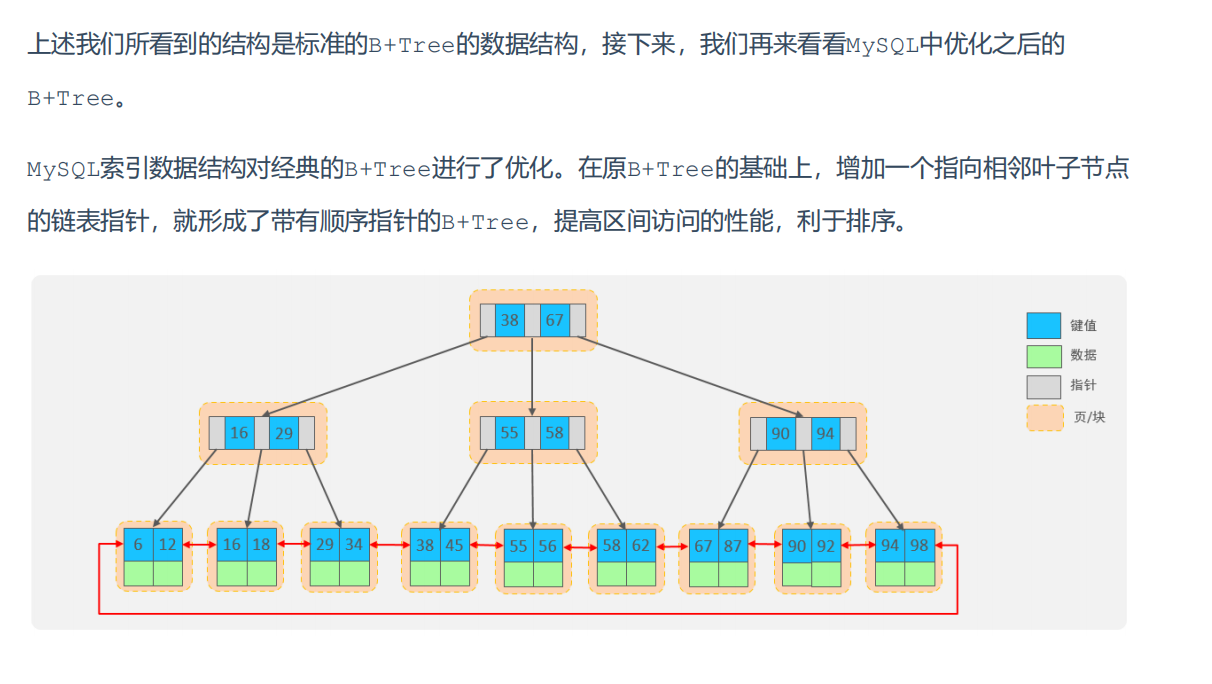 上述我们所看到的结构是标准的B+Tree的数据结构，接下来，我们再来看看MySQL中优化之后的
B+Tree。
MySQL索引数据结构对经典的B+Tree进行了优化。在原B+Tree的基础上，增加一个指向相邻叶子节点
的链表指针，就形成了带有顺序指针的B+Tree，提高区间访问的性能，利于排序。
38 67
键值
数据
指针
页/块
16 29 55 58 90 94
6 12 16 18 29 34 38 45 55 56 58 62 67 87 90 92 94 98